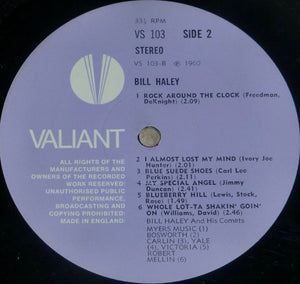 33⅓ RPM
VS 103 SIDE 2
STEREO
VS 103-B ℗ 1960
BILL HALEY
1 ROCK AROUND THE CLOCK (Freedman,
DeKnight) (2.09)
VALIANT
ALL RIGHTS OF THE
MANUFACTURERS AND
OWNERS OF THE RECORDED
WORK RESERVED:
UNAUTHORISED PUBLIC
PERFORMANCE,
BROADCASTING AND
COPYING PROHIBITED:
MADE IN ENGLAND.
2 I ALMOST LOST MY MIND (Ivory Joe
Hunter) (2.01)
3 BLUE SUEDE SHOES (Carl Lee
Perkins) (2.11)
4 MY SPECIAL ANGEL (Jimmy
Duncan) (2.41)
5 BLUEBERRY HILL (Lewis, Stock,
Rose) (1.49)
6 WHOLE LOT-TA SHAKIN' GOIN'
ON (Williams, David) (2.46)
BILL HALEY And His Comets
MYERS MUSIC (1)
BOSWORTH (2)
CARLIN (3), YALE
(4), VICTORIA (5)
ROBERT
MELLIN (6)